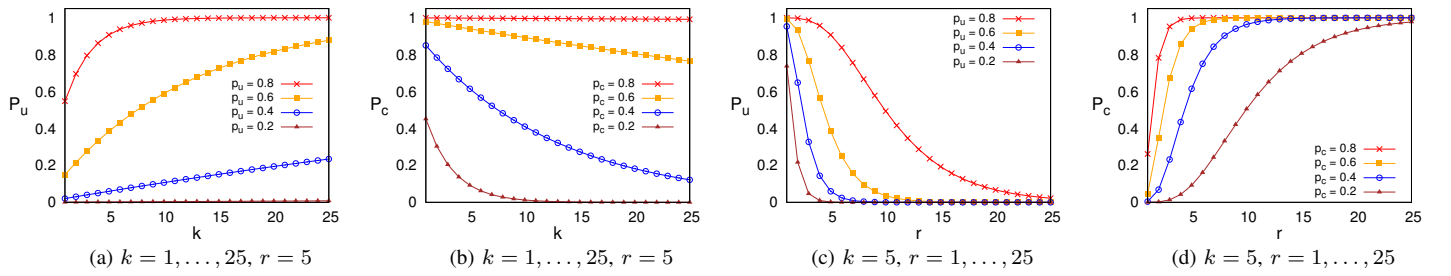 1
0.8
0.6
0.4
0.2
0
P_u
5 10 15 20 25
k
p_u = 0.8
p_u = 0.6
p_u = 0.4
p_u = 0.2
(a) k = 1, . . . , 25, r = 5
1
0.8
0.6
0.4
0.2
0
P_c
5 10 15 20 25
k
p_c = 0.8
p_c = 0.6
p_c = 0.4
p_c = 0.2
(b) k = 1, . . . , 25, r = 5
1
0.8
0.6
0.4
0.2
0
P_u
5 10 15 20 25
r
p_u = 0.8
p_u = 0.6
p_u = 0.4
p_u = 0.2
(c) k = 5, r = 1, . . . , 25
1
0.8
0.6
0.4
0.2
0
P_c
5 10 15 20 25
r
p_c = 0.8
p_c = 0.6
p_c = 0.4
p_c = 0.2
(d) k = 5, r = 1, . . . , 25